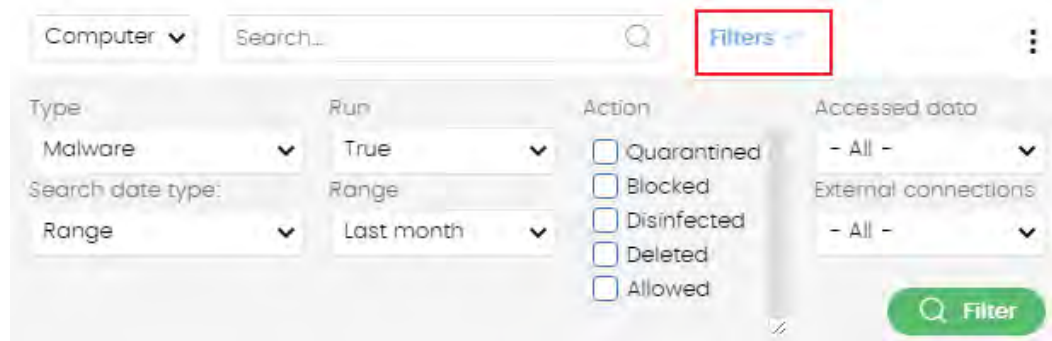 Computer Search... Filters
Type Run Action Accessed data
Malware True Quarantined - All -
Search date type: Range Blocked External connections
Range Last month Disinfected - All -
Deleted
Allowed
Filter